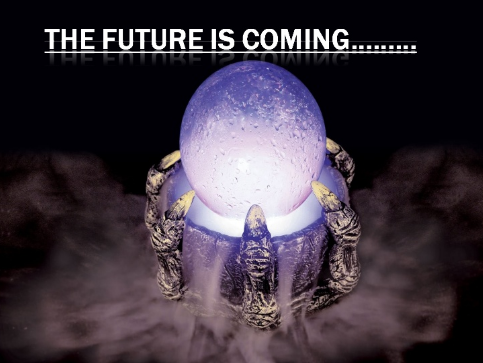 THE FUTURE IS COMING.........